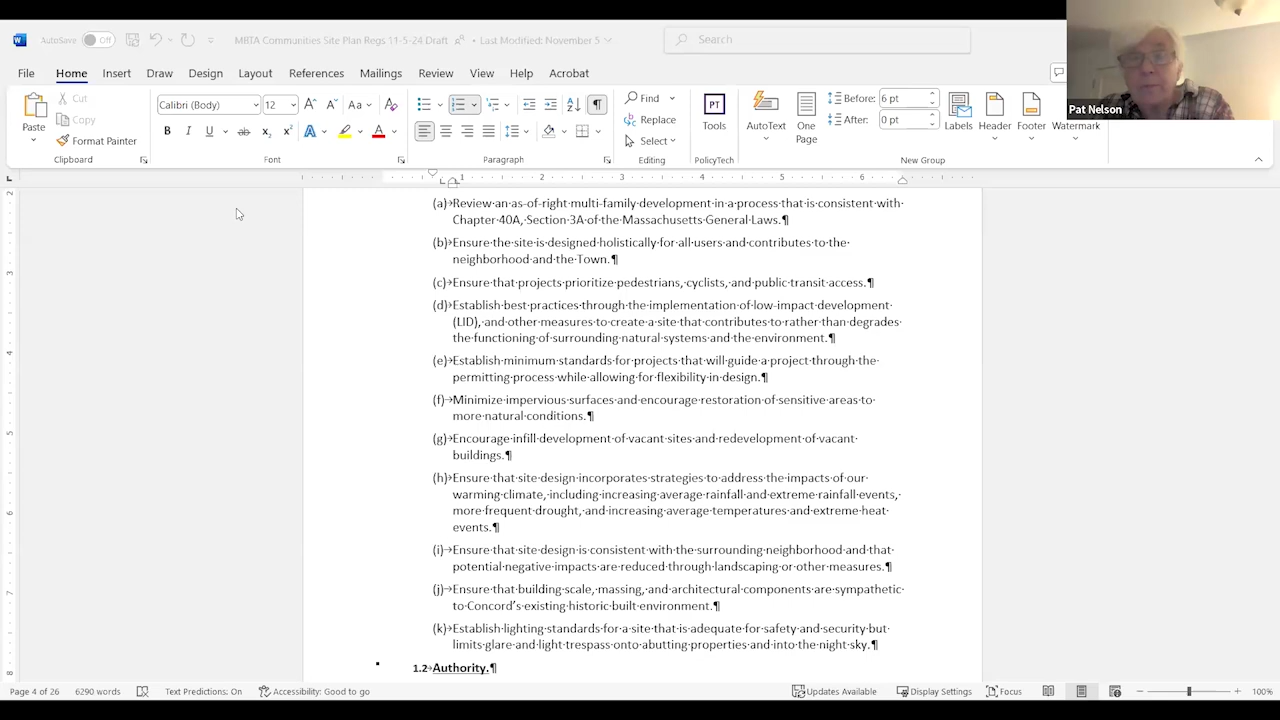 AutoSave Off MBTA Communities Site Plan Regs 11-5-24 Draft • Last Modified: November 5 Search
File Home Insert Draw Design Layout References Mailings Review View Help Acrobat
Pat Nelson
Paste Cut Copy Format Painter
Calibri (Body) 12 Aa
B I U ab x₂ x² A A
Find Replace Select
Tools
Before: 6 pt
After: 0 pt
AutoText One Page Labels Header Footer Watermark
Clipboard Font Paragraph Editing PolicyTech New Group
1 2 3 4 5 6
(a) Review an as-of-right multi-family development in a process that is consistent with
Chapter 40A, Section 3A of the Massachusetts General Laws.¶
(b) Ensure the site is designed holistically for all users and contributes to the
neighborhood and the Town.¶
(c) Ensure that projects prioritize pedestrians, cyclists, and public transit access.¶
(d) Establish best practices through the implementation of low-impact development
(LID), and other measures to create a site that contributes to rather than degrades
the functioning of surrounding natural systems and the environment.¶
(e) Establish minimum standards for projects that will guide a project through the
permitting process while allowing for flexibility in design.¶
(f) Minimize impervious surfaces and encourage restoration of sensitive areas to
more natural conditions.¶
(g) Encourage infill development of vacant sites and redevelopment of vacant
buildings.¶
(h) Ensure that site design incorporates strategies to address the impacts of our
warming climate, including increasing average rainfall and extreme rainfall events,
more frequent drought, and increasing average temperatures and extreme heat
events.¶
(i) Ensure that site design is consistent with the surrounding neighborhood and that
potential negative impacts are reduced through landscaping or other measures.¶
(j) Ensure that building scale, massing, and architectural components are sympathetic
to Concord's existing historic built environment.¶
(k) Establish lighting standards for a site that is adequate for safety and security but
limits glare and light trespass onto abutting properties and into the night sky.¶
1.2 Authority.¶
Page 4 of 26 6290 words Text Predictions: On Accessibility: Good to go Updates Available Display Settings Focus 100%